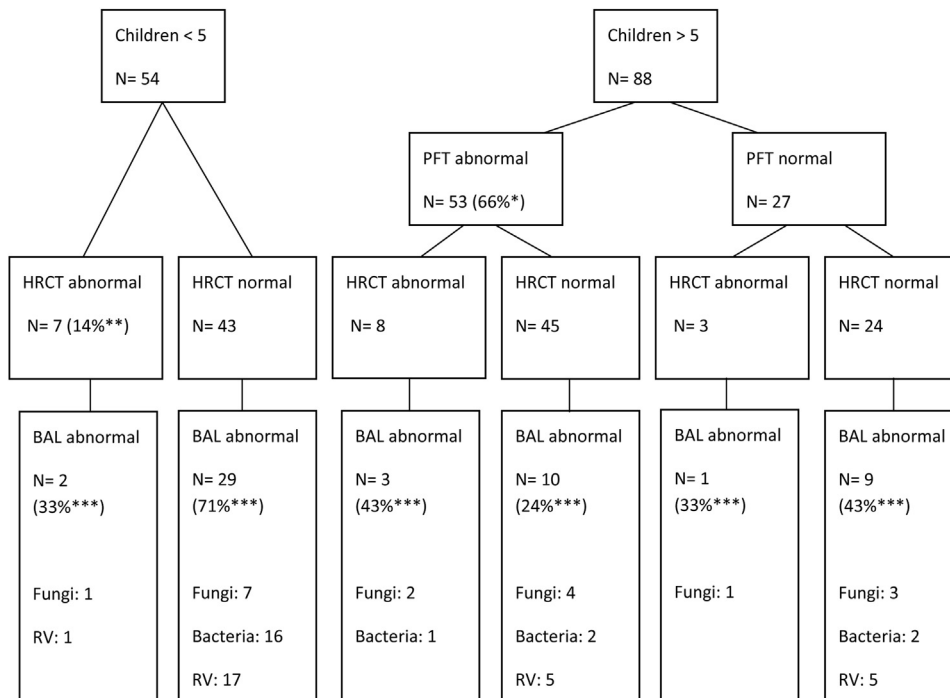 Children < 5
N= 54
Children > 5
N= 88
PFT abnormal
N= 53 (66%*)
PFT normal
N= 27
HRCT abnormal
N= 7 (14%**)
HRCT normal
N= 43
HRCT abnormal
N= 8
HRCT normal
N= 45
HRCT abnormal
N= 3
HRCT normal
N= 24
BAL abnormal
N= 2
(33%***)
Fungi: 1
RV: 1
BAL abnormal
N= 29
(71%***)
Fungi: 7
Bacteria: 16
RV: 17
BAL abnormal
N= 3
(43%***)
Fungi: 2
Bacteria: 1
BAL abnormal
N= 10
(24%***)
Fungi: 4
Bacteria: 2
RV: 5
BAL abnormal
N= 1
(33%***)
Fungi: 1
BAL abnormal
N= 9
(43%***)
Fungi: 3
Bacteria: 2
RV: 5